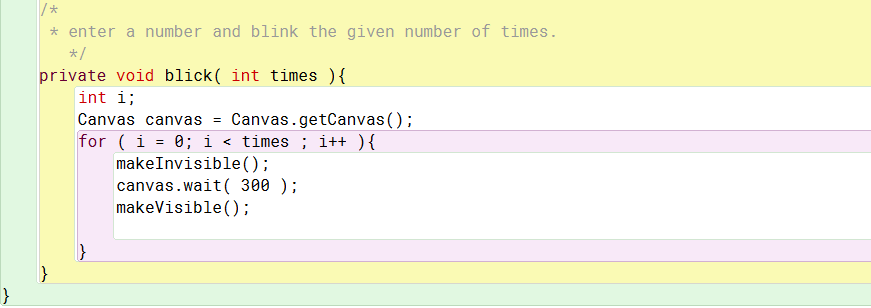 /*
* enter a number and blink the given number of times.
*/
private void blick( int times ){
int i;
Canvas canvas = Canvas.getCanvas();
for ( i = 0; i < times ; i++ ){
makeInvisible();
canvas.wait( 300 );
makeVisible();
}
}
}